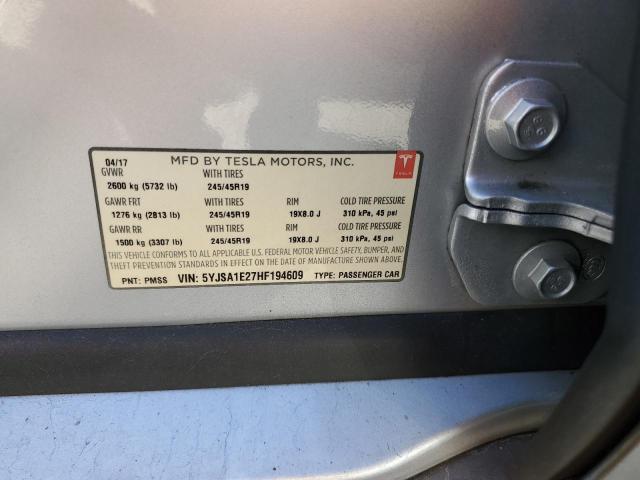 04/17 MFD BY TESLA MOTORS, INC.
GVWR WITH TIRES
2600 kg (5732 lb) 245/45R19
GAWR FRT WITH TIRES RIM COLD TIRE PRESSURE
1276 kg (2813 lb) 245/45R19 19X8.0 J 310 kPa, 45 psi
GAWR RR WITH TIRES RIM COLD TIRE PRESSURE
1500 kg (3307 lb) 245/45R19 19X8.0 J 310 kPa, 45 psi
THIS VEHICLE CONFORMS TO ALL APPLICABLE U.S. FEDERAL MOTOR VEHICLE SAFETY, BUMPER, AND
THEFT PREVENTION STANDARDS IN EFFECT ON THE DATE OF MANUFACTURE SHOWN ABOVE.
PNT: PMSS VIN: 5YJSA1E27HF194609 TYPE: PASSENGER CAR
TESLA